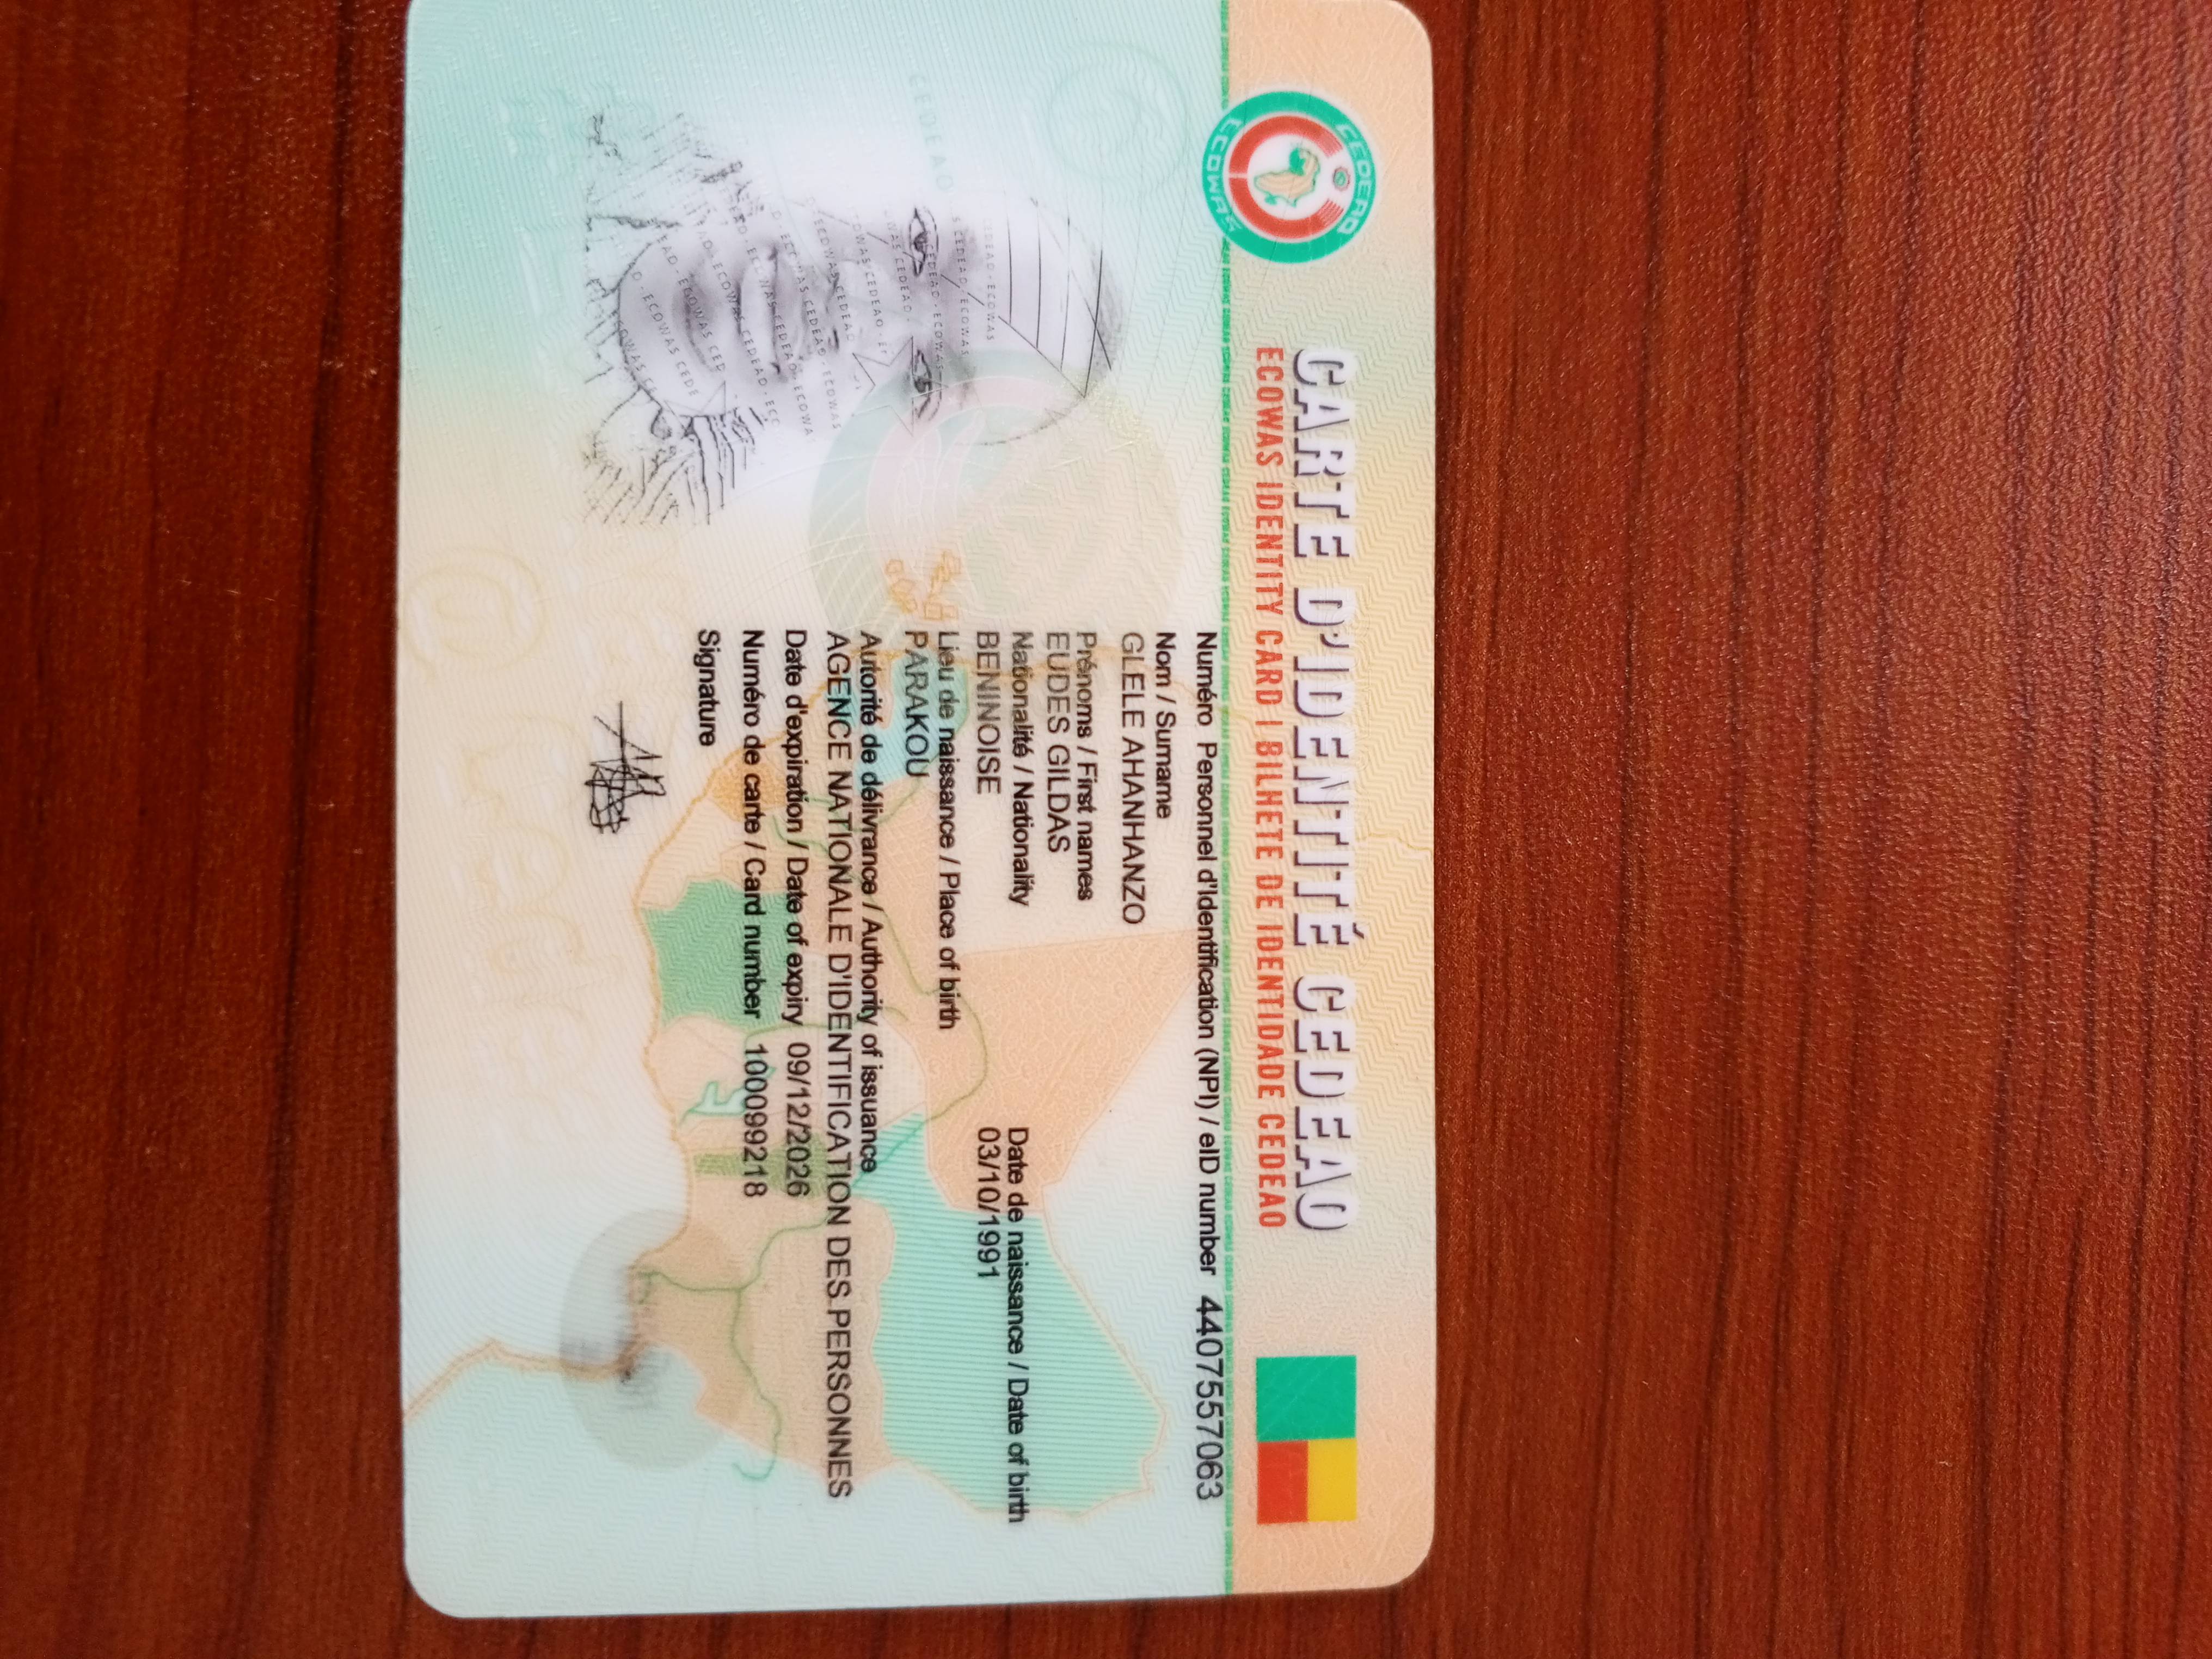 CARTE D'IDENTITÉ CEDEAO
ECOWAS IDENTITY CARD | BILHETE DE IDENTIDADE CEDEAO
CEDEAO
ECOWAS
Numéro Personnel d'Identification (NPI) / eID number 4407557063
Nom / Surname
GLELE AHANHANZO
Prénoms / First names
EUDES GILDAS
Nationalité / Nationality Date de naissance / Date of birth
BENINOISE 03/10/1991
Lieu de naissance / Place of birth
PARAKOU
Autorité de délivrance / Authority of issuance
AGENCE NATIONALE D'IDENTIFICATION DES PERSONNES
Date d'expiration / Date of expiry 09/12/2026
Numéro de carte / Card number 100099218
Signature